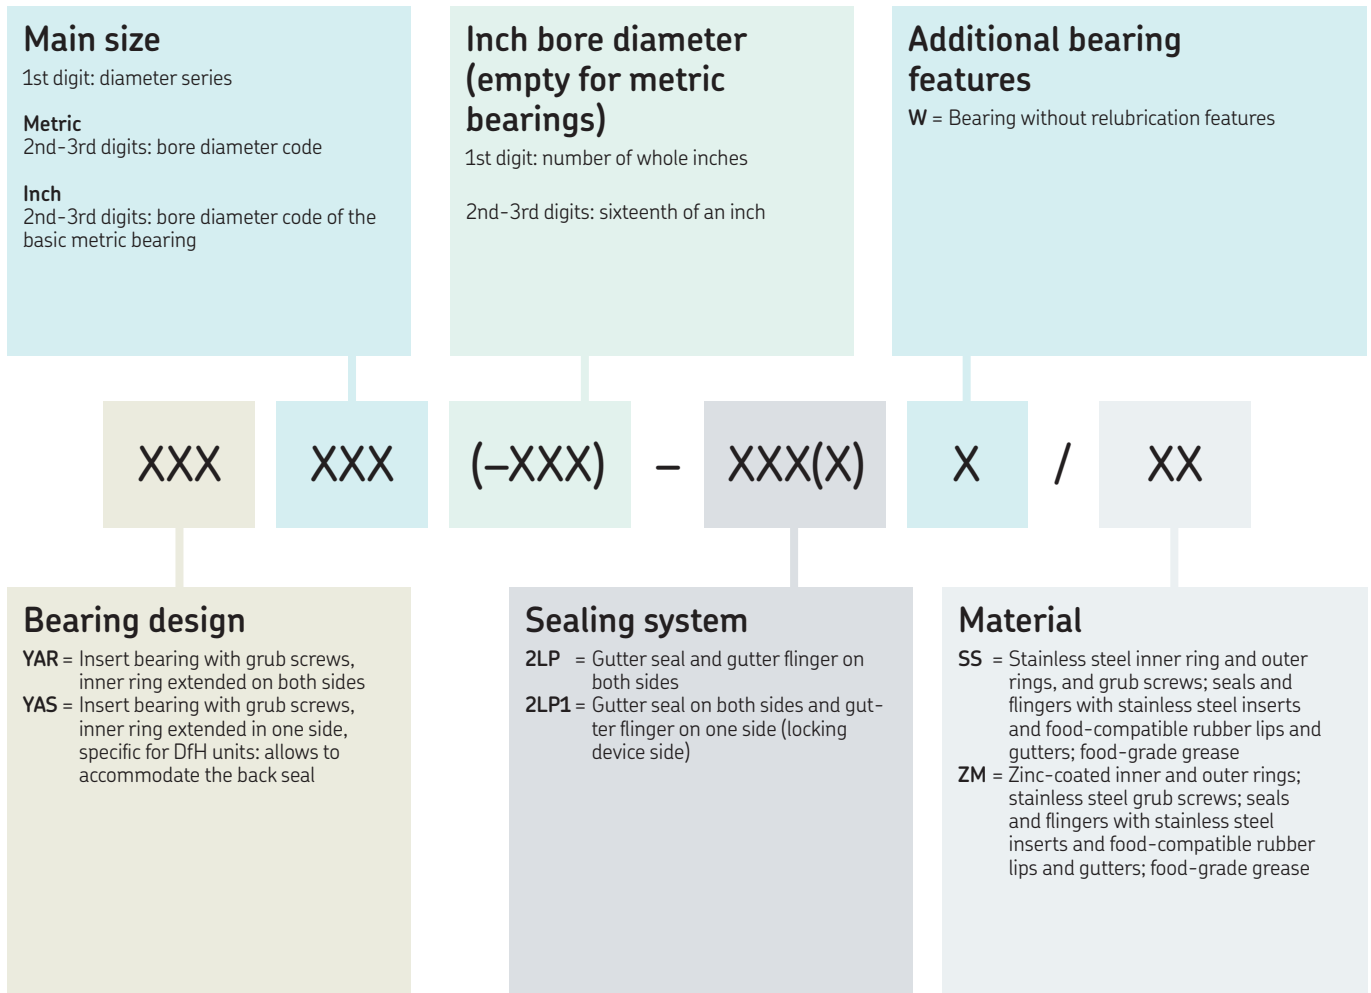 Main size
1st digit: diameter series
Metric
2nd-3rd digits: bore diameter code
Inch
2nd-3rd digits: bore diameter code of the
basic metric bearing
Inch bore diameter
(empty for metric
bearings)
1st digit: number of whole inches
2nd-3rd digits: sixteenth of an inch
Additional bearing
features
W = Bearing without relubrication features
XXX XXX (–XXX) – XXX(X) X / XX
Bearing design
YAR = Insert bearing with grub screws,
inner ring extended on both sides
YAS = Insert bearing with grub screws,
inner ring extended in one side,
specific for DfH units: allows to
accommodate the back seal
Sealing system
2LP = Gutter seal and gutter flinger on
both sides
2LP1 = Gutter seal on both sides and gut-
ter flinger on one side (locking
device side)
Material
SS = Stainless steel inner ring and outer
rings, and grub screws; seals and
flingers with stainless steel inserts
and food-compatible rubber lips and
gutters; food-grade grease
ZM = Zinc-coated inner and outer rings;
stainless steel grub screws; seals
and flingers with stainless steel
inserts and food-compatible rubber
lips and gutters; food-grade grease